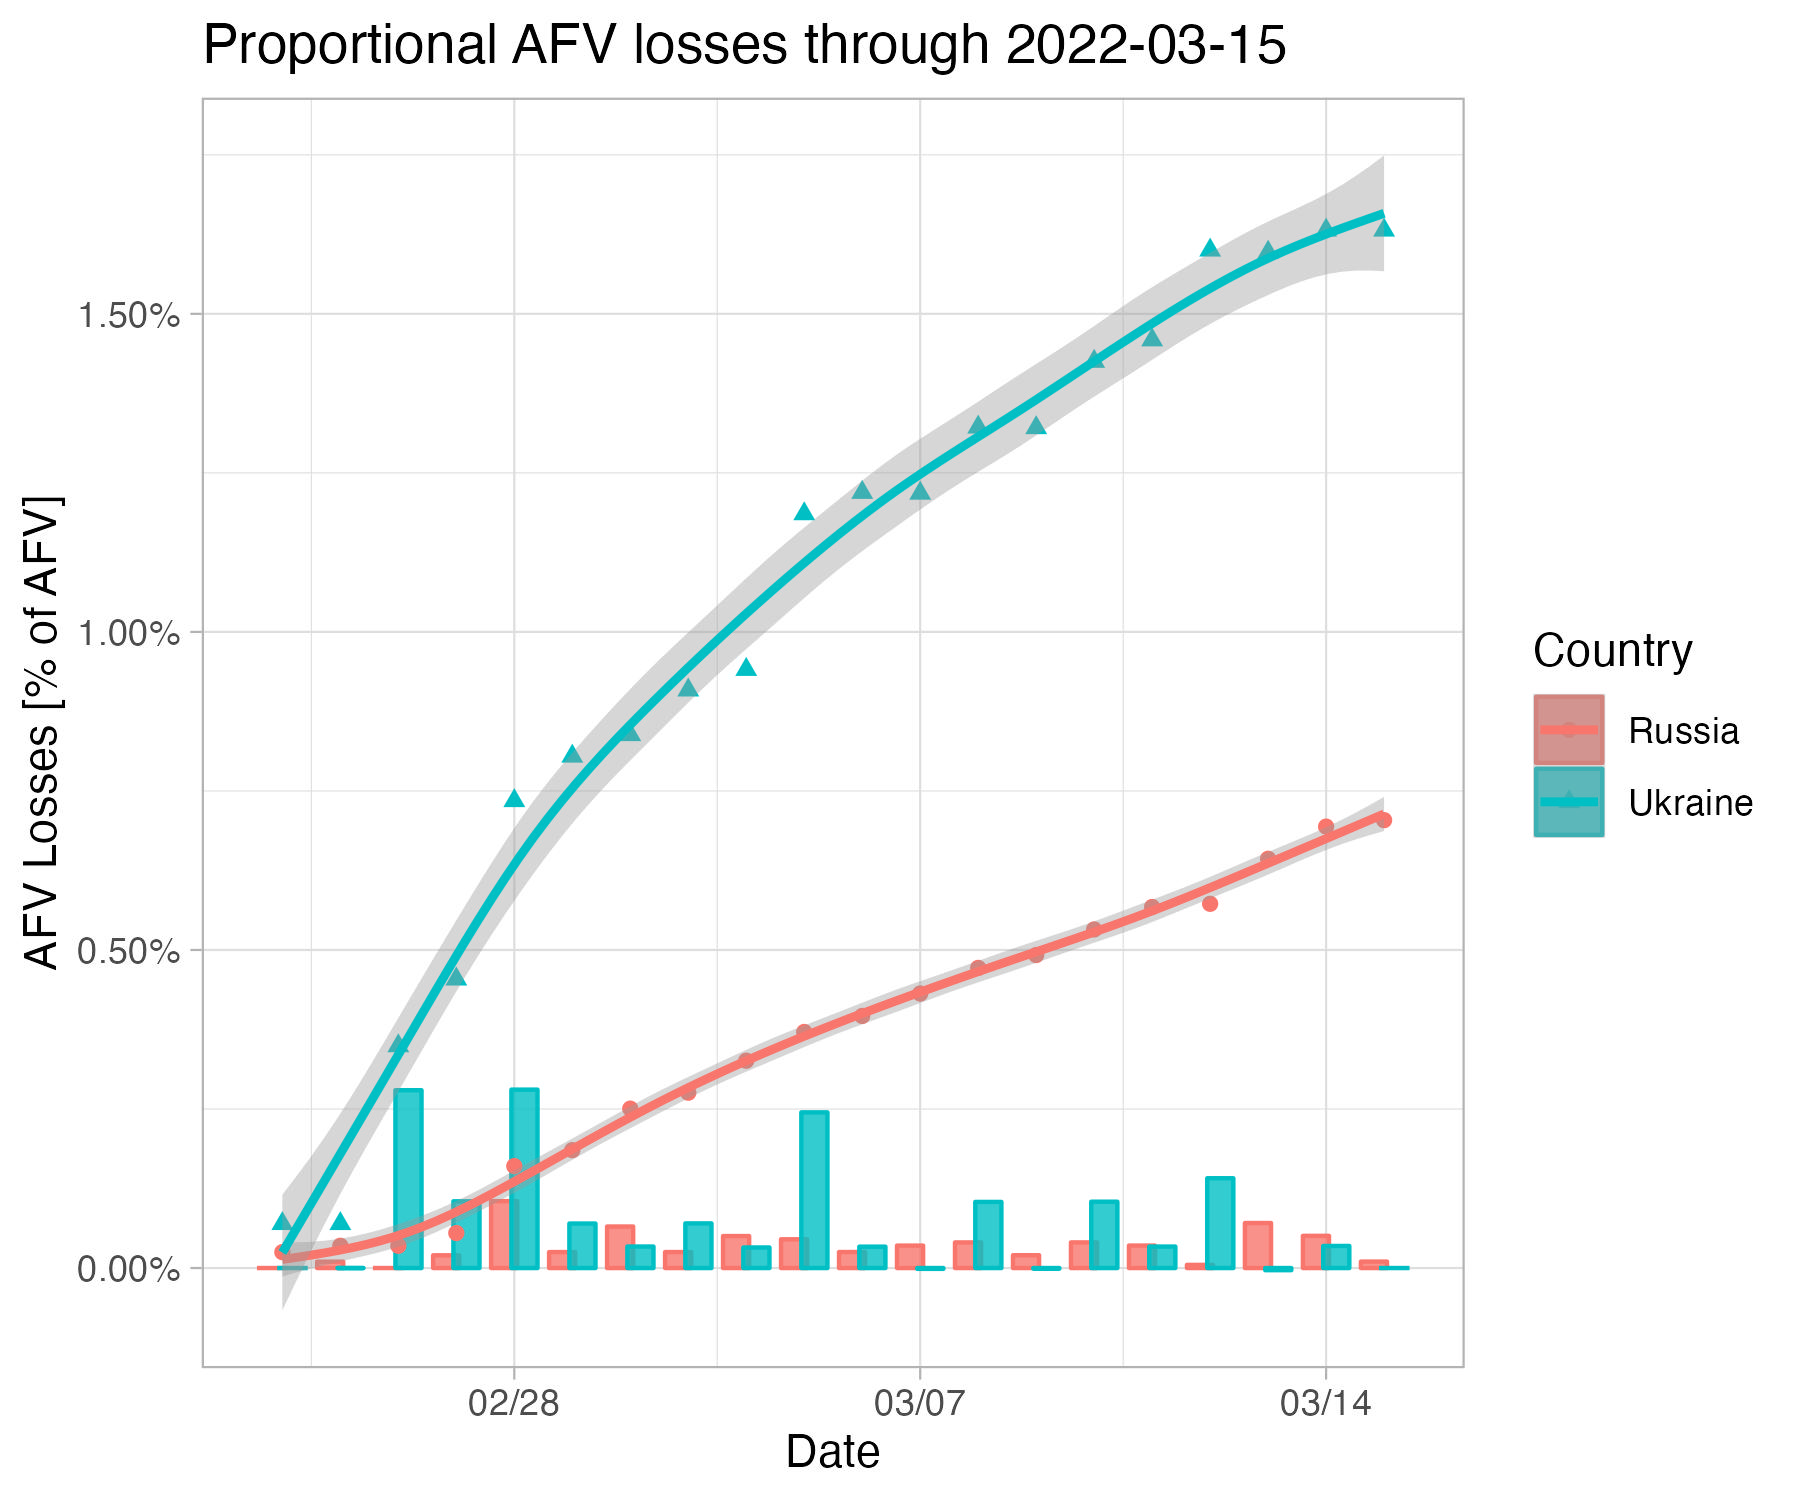 Proportional AFV losses through 2022-03-15
AFV Losses [% of AFV]
1.50%
1.00%
0.50%
0.00%
02/28
03/07
03/14
Date
Country
Russia
Ukraine